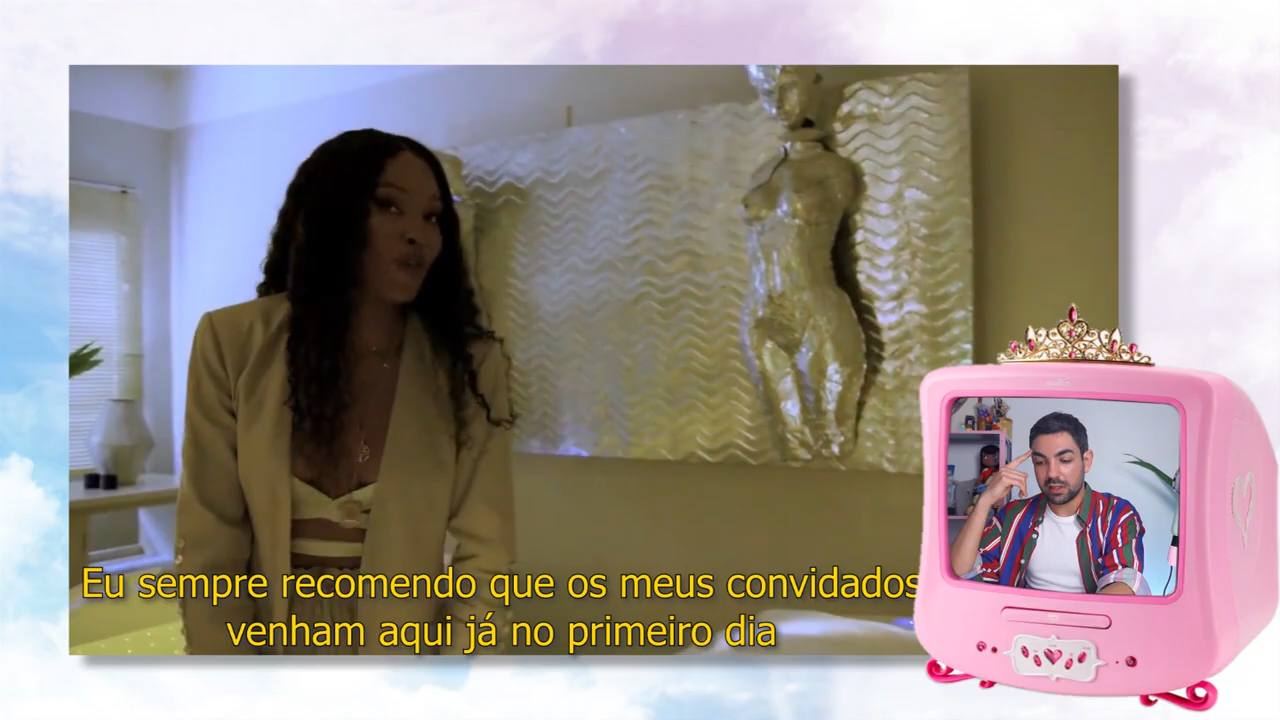 Eu sempre recomendo que os meus convidados
venham aqui já no primeiro dia